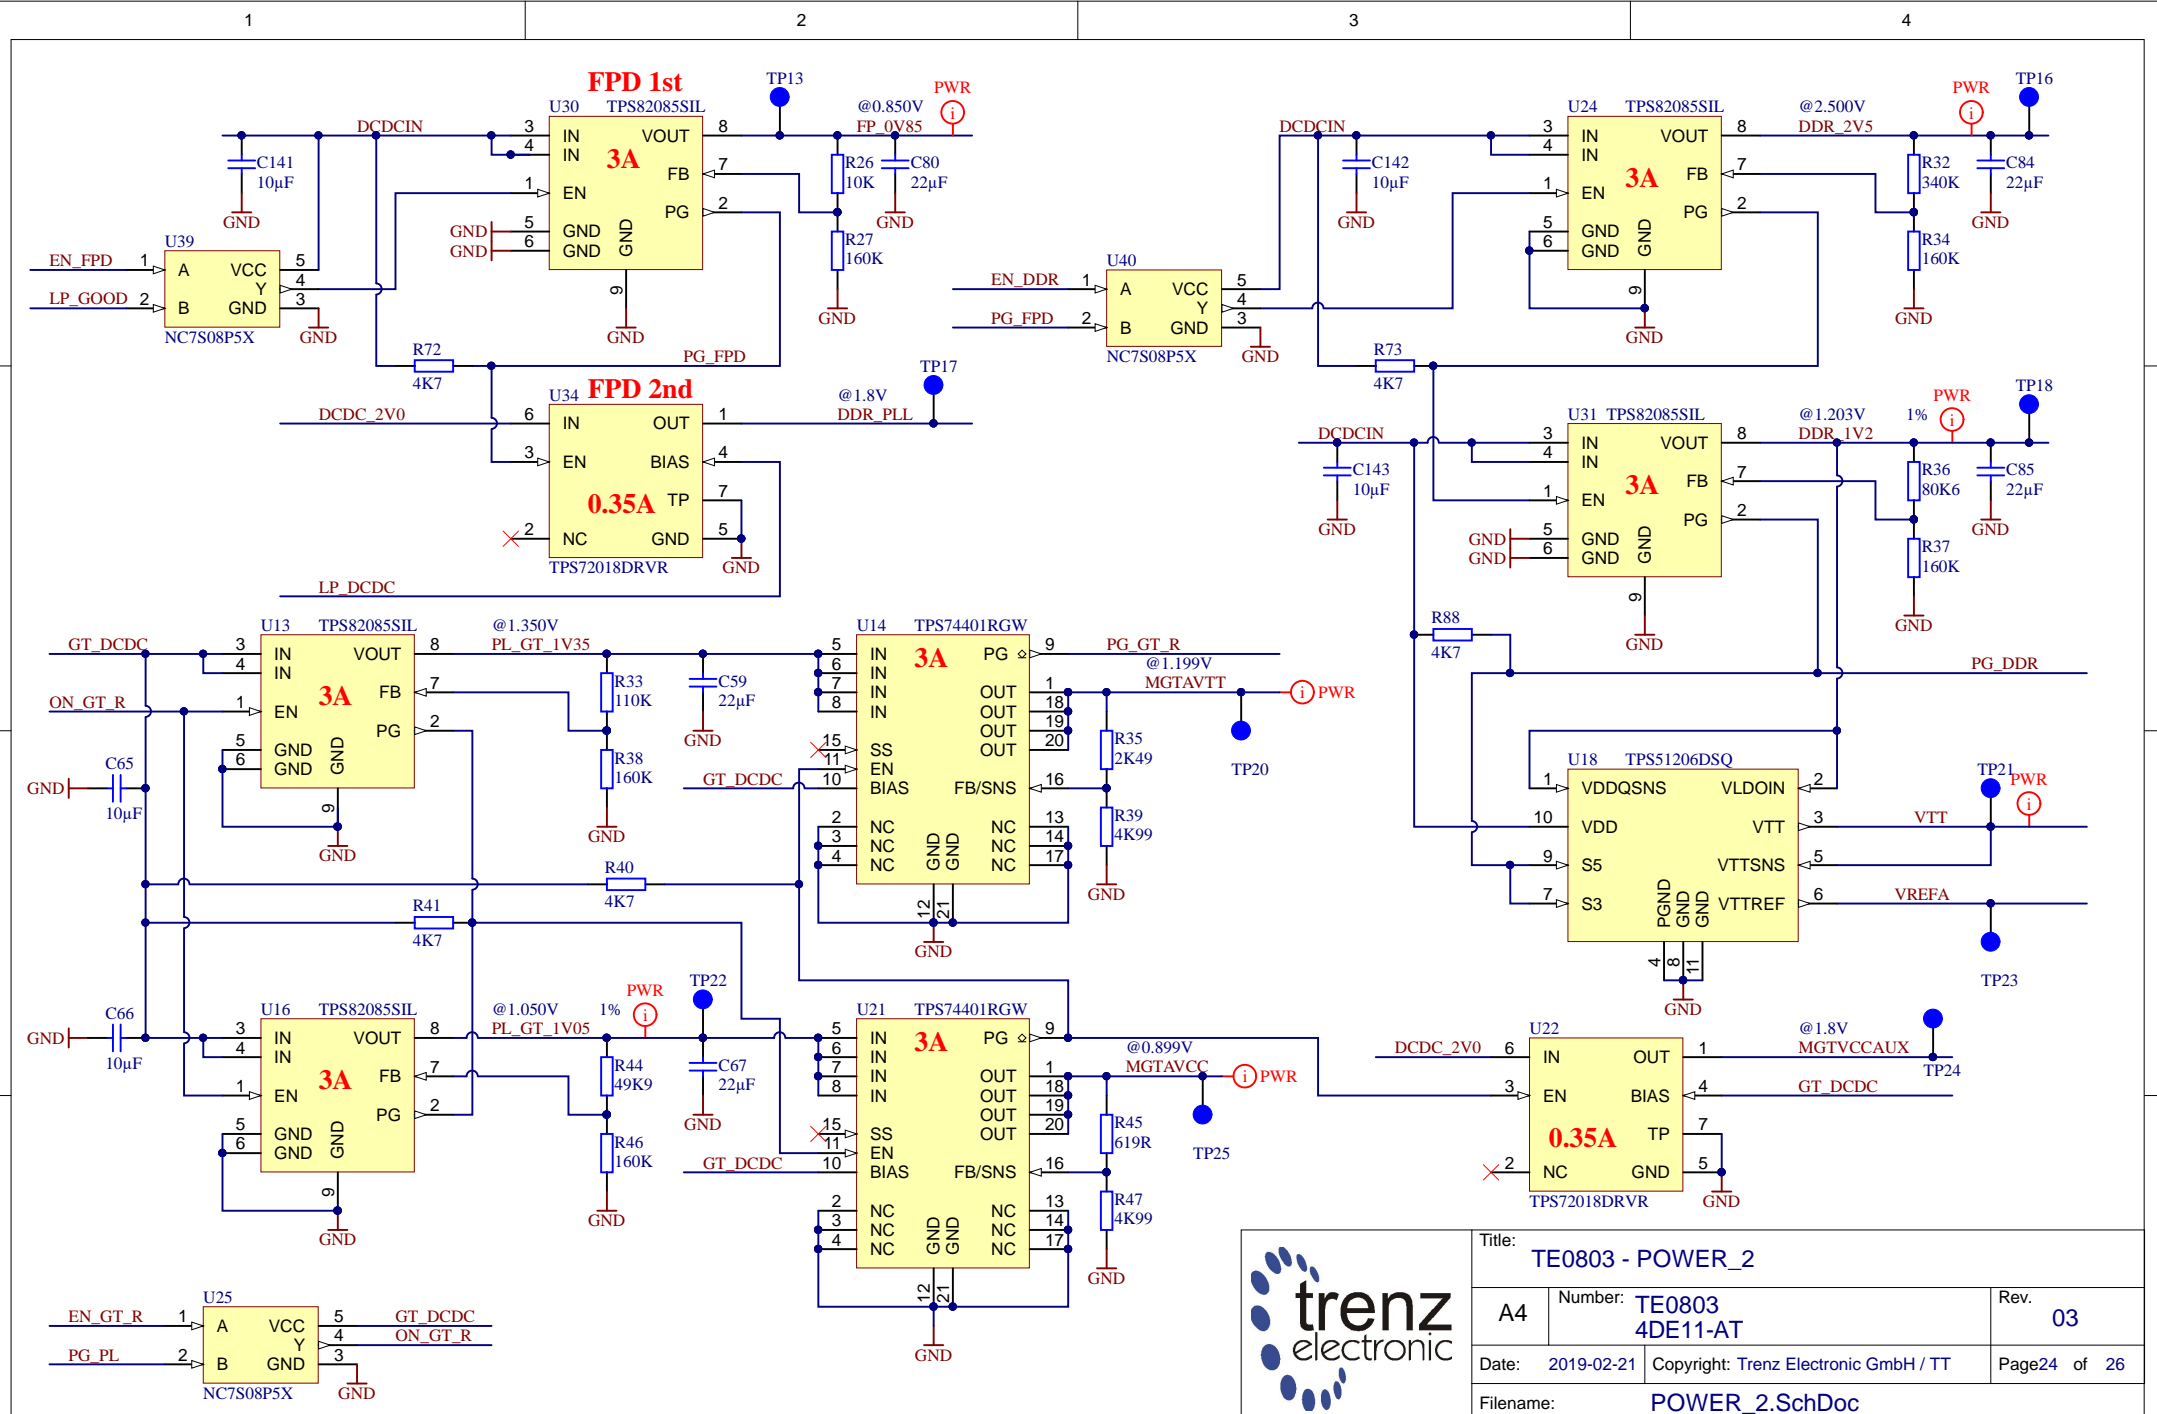 1 2 3 4
FPD 1st
U30 TPS82085SIL
TP13
@0.850V
FP_0V85
PWR
DCDCIN
3 IN VOUT 8
4 IN
3A
FB 7
1 EN
PG 2
GND 5 GND
GND 6 GND
GND
9
GND
C141
10µF
GND
R26
10K
C80
22µF
GND
R27
160K
GND
U39
EN_FPD 1 A VCC 5
Y 4
LP_GOOD 2 B GND 3
NC7S08P5X
GND
R72
4K7
PG_FPD
FPD 2nd
U34
TP17
@1.8V
DCDC_2V0 6 IN OUT 1 DDR_PLL
3 EN BIAS 4
0.35A
TP 7
2 NC GND 5
TPS72018DRVR
GND
LP_DCDC
U24 TPS82085SIL
@2.500V
DDR_2V5
PWR
TP16
DCDCIN
3 IN VOUT 8
4 IN
3A
FB 7
1 EN
PG 2
5 GND
6 GND
GND
9
GND
C142
10µF
GND
R32
340K
C84
22µF
GND
R34
160K
GND
U40
EN_DDR 1 A VCC 5
Y 4
PG_FPD 2 B GND 3
NC7S08P5X
GND
R73
4K7
U31 TPS82085SIL
@1.203V 1%
DDR_1V2
PWR
TP18
DCDCIN
3 IN VOUT 8
4 IN
3A
FB 7
1 EN
PG 2
GND 5 GND
GND 6 GND
GND
9
GND
C143
10µF
GND
R36
80K6
C85
22µF
GND
R37
160K
GND
R88
4K7
PG_DDR
U13 TPS82085SIL
@1.350V
PL_GT_1V35
GT_DCDC 3 IN VOUT 8
4 IN
3A
FB 7
ON_GT_R 1 EN
PG 2
5 GND
6 GND
GND
9
GND
C65
10µF
GND
R33
110K
C59
22µF
GND
R38
160K
GND
U14 TPS74401RGW
5 IN PG 9 PG_GT_R
3A
6 IN
7 IN OUT 1
8 IN OUT 18
OUT 19
15 SS OUT 20
11 EN
GT_DCDC 10 BIAS FB/SNS 16
2 NC NC 13
3 NC NC 14
4 NC NC 17
GND GND
12 21
GND
@1.199V
MGTAVTT
PWR
TP20
R35
2K49
R39
4K99
GND
R40
4K7
R41
4K7
U18 TPS51206DSQ
1 VDDQSNS VLDOIN 2
10 VDD VTT 3 VTT
9 S5 VTTSNS 5
7 S3 VTTREF 6 VREFA
PGND GND GND
4 8 11
GND
TP21
PWR
TP23
U16 TPS82085SIL
@1.050V 1%
PL_GT_1V05
PWR
TP22
3 IN VOUT 8
4 IN
3A
FB 7
1 EN
PG 2
5 GND
6 GND
GND
9
GND
C66
10µF
GND
R44
49K9
C67
22µF
GND
R46
160K
GND
U21 TPS74401RGW
5 IN PG 9
3A
6 IN
7 IN OUT 1
8 IN OUT 18
OUT 19
15 SS OUT 20
11 EN
GT_DCDC 10 BIAS FB/SNS 16
2 NC NC 13
3 NC NC 14
4 NC NC 17
GND GND
12 21
GND
@0.899V
MGTAVCC
PWR
TP25
R45
619R
R47
4K99
GND
U22
@1.8V
DCDC_2V0 6 IN OUT 1 MGTVCCAUX
TP24
3 EN BIAS 4 GT_DCDC
0.35A
TP 7
2 NC GND 5
TPS72018DRVR
GND
U25
EN_GT_R 1 A VCC 5 GT_DCDC
Y 4 ON_GT_R
PG_PL 2 B GND 3
NC7S08P5X
GND
trenz
electronic
Title:
TE0803 - POWER_2
A4
Number: TE0803
4DE11-AT
Rev.
03
Date: 2019-02-21
Copyright: Trenz Electronic GmbH / TT
Page24 of 26
Filename: POWER_2.SchDoc